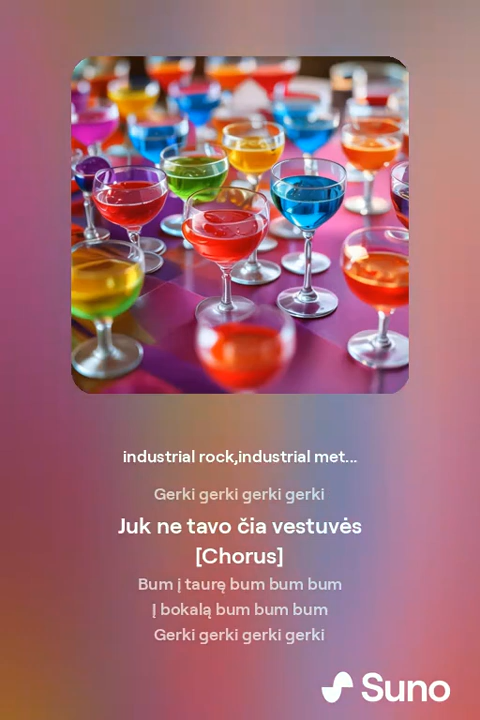 industrial rock,industrial met...
Gerki gerki gerki gerki
Juk ne tavo čia vestuvės
[Chorus]
Bum į taurę bum bum bum
Į bokalą bum bum bum
Gerki gerki gerki gerki
Suno